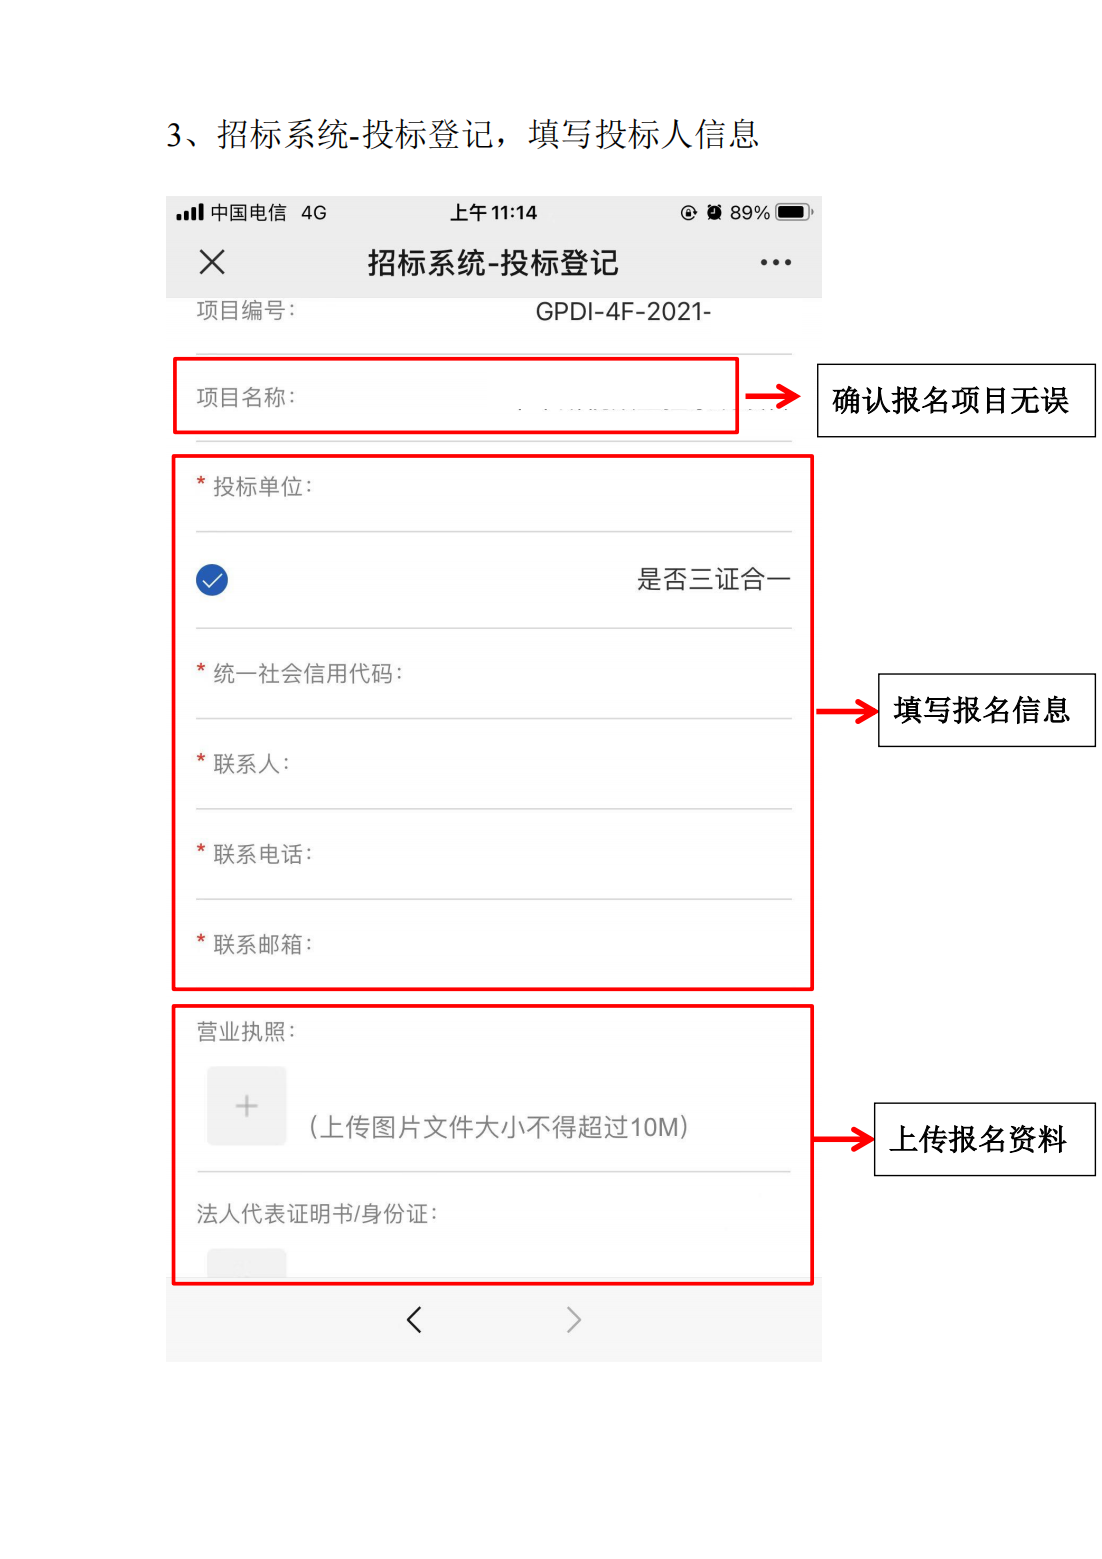 3、招标系统-投标登记，填写投标人信息
中国电信 4G 上午11:14 89%
招标系统-投标登记
项目编号： GPDI-4F-2021-
项目名称：
确认报名项目无误
* 投标单位：
是否三证合一
* 统一社会信用代码：
填写报名信息
* 联系人：
* 联系电话：
* 联系邮箱：
营业执照：
（上传图片文件大小不得超过10M）
上传报名资料
法人代表证明书/身份证：